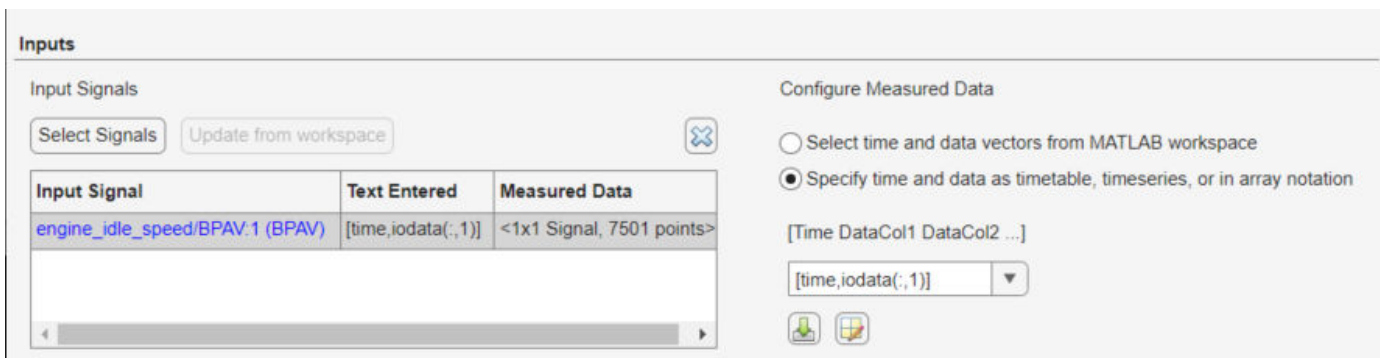 Inputs
Input Signals
Select Signals
Update from workspace
Input Signal Text Entered Measured Data
engine_idle_speed/BPAV:1 (BPAV) [time,iodata(:,1)] <1x1 Signal, 7501 points>
Configure Measured Data
Select time and data vectors from MATLAB workspace
Specify time and data as timetable, timeseries, or in array notation
[Time DataCol1 DataCol2 ...]
[time,iodata(:,1)]